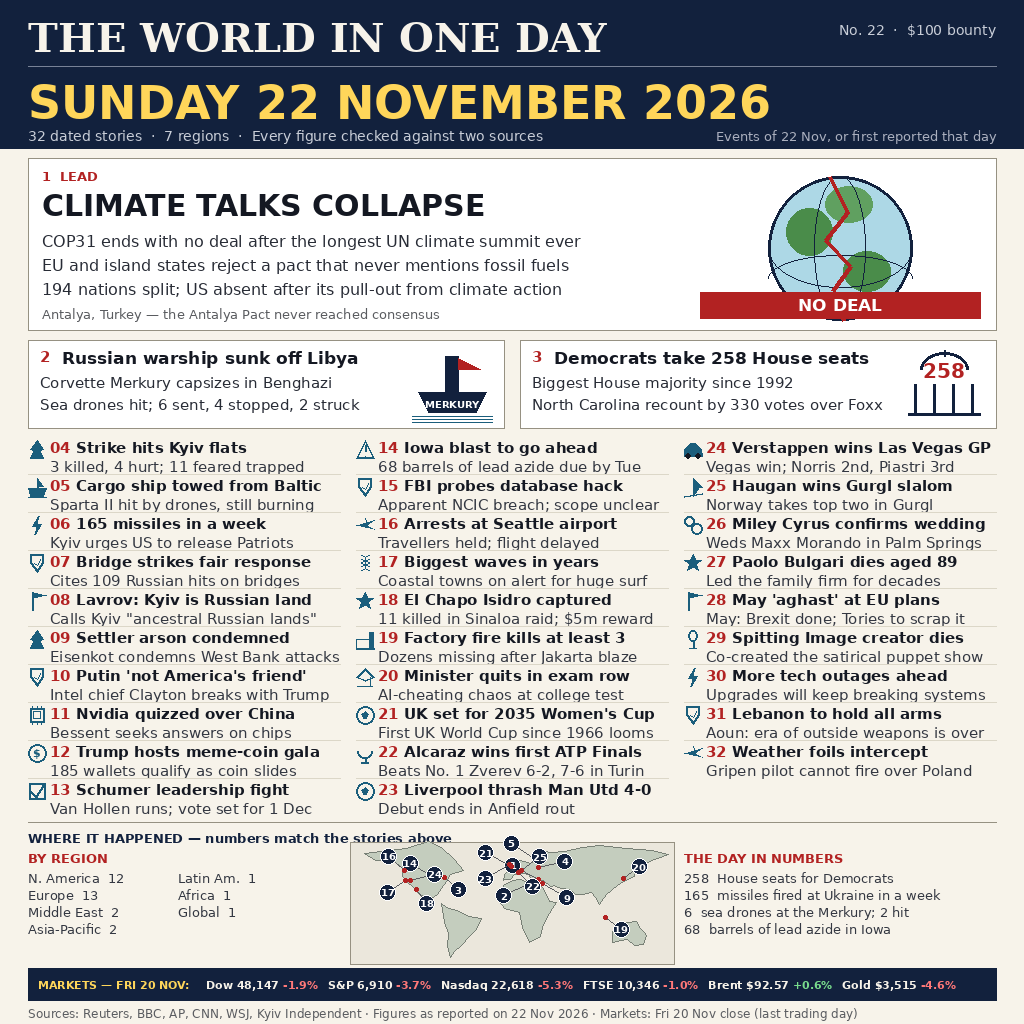 THE WORLD IN ONE DAY
No. 22 · $100 bounty
SUNDAY 22 NOVEMBER 2026
32 dated stories · 7 regions · Every figure checked against two sources
Events of 22 Nov, or first reported that day
1 LEAD
CLIMATE TALKS COLLAPSE
COP31 ends with no deal after the longest UN climate summit ever
EU and island states reject a pact that never mentions fossil fuels
194 nations split; US absent after its pull-out from climate action
Antalya, Turkey — the Antalya Pact never reached consensus
NO DEAL
2 Russian warship sunk off Libya
Corvette Merkury capsizes in Benghazi
Sea drones hit; 6 sent, 4 stopped, 2 struck
MERKURY
3 Democrats take 258 House seats
Biggest House majority since 1992
North Carolina recount by 330 votes over Foxx
258
04 Strike hits Kyiv flats
3 killed, 4 hurt; 11 feared trapped
05 Cargo ship towed from Baltic
Sparta II hit by drones, still burning
06 165 missiles in a week
Kyiv urges US to release Patriots
07 Bridge strikes fair response
Cites 109 Russian hits on bridges
08 Lavrov: Kyiv is Russian land
Calls Kyiv "ancestral Russian lands"
09 Settler arson condemned
Eisenkot condemns West Bank attacks
10 Putin 'not America's friend'
Intel chief Clayton breaks with Trump
11 Nvidia quizzed over China
Bessent seeks answers on chips
12 Trump hosts meme-coin gala
185 wallets qualify as coin slides
13 Schumer leadership fight
Van Hollen runs; vote set for 1 Dec
14 Iowa blast to go ahead
68 barrels of lead azide due by Tue
15 FBI probes database hack
Apparent NCIC breach; scope unclear
16 Arrests at Seattle airport
Travellers held; flight delayed
17 Biggest waves in years
Coastal towns on alert for huge surf
18 El Chapo Isidro captured
11 killed in Sinaloa raid; $5m reward
19 Factory fire kills at least 3
Dozens missing after Jakarta blaze
20 Minister quits in exam row
AI-cheating chaos at college test
21 UK set for 2035 Women's Cup
First UK World Cup since 1966 looms
22 Alcaraz wins first ATP Finals
Beats No. 1 Zverev 6-2, 7-6 in Turin
23 Liverpool thrash Man Utd 4-0
Debut ends in Anfield rout
24 Verstappen wins Las Vegas GP
Vegas win; Norris 2nd, Piastri 3rd
25 Haugan wins Gurgl slalom
Norway takes top two in Gurgl
26 Miley Cyrus confirms wedding
Weds Maxx Morando in Palm Springs
27 Paolo Bulgari dies aged 89
Led the family firm for decades
28 May 'aghast' at EU plans
May: Brexit done; Tories to scrap it
29 Spitting Image creator dies
Co-created the satirical puppet show
30 More tech outages ahead
Upgrades will keep breaking systems
31 Lebanon to hold all arms
Aoun: era of outside weapons is over
32 Weather foils intercept
Gripen pilot cannot fire over Poland
WHERE IT HAPPENED — numbers match the stories above
BY REGION
N. America 12
Europe 13
Middle East 2
Asia-Pacific 2
Latin Am. 1
Africa 1
Global 1
16
14
24
17
18
3
21
5
25
4
23
22
2
9
20
19
THE DAY IN NUMBERS
258 House seats for Democrats
165 missiles fired at Ukraine in a week
6 sea drones at the Merkury; 2 hit
68 barrels of lead azide in Iowa
MARKETS — FRI 20 NOV: Dow 48,147 -1.9% S&P 6,910 -3.7% Nasdaq 22,618 -5.3% FTSE 10,346 -1.0% Brent $92.57 +0.6% Gold $3,515 -4.6%
Sources: Reuters, BBC, AP, CNN, WSJ, Kyiv Independent · Figures as reported on 22 Nov 2026 · Markets: Fri 20 Nov close (last trading day)